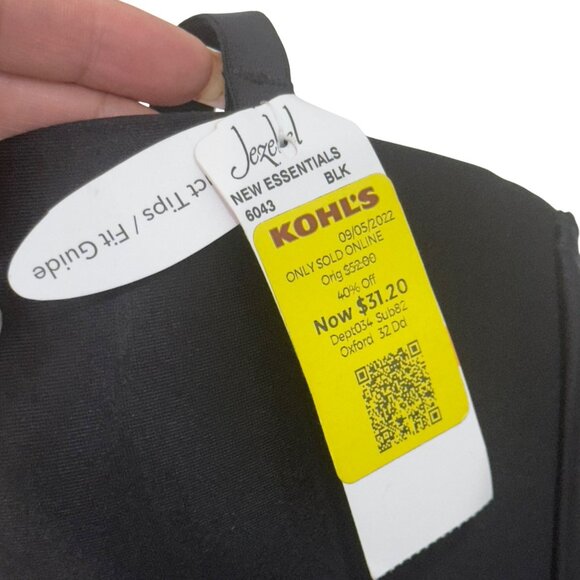 Jezebel
NEW ESSENTIALS
6043 BLK
KOHL'S
09/05/2022
ONLY SOLD ONLINE
Orig $52.00
40% Off
Now $31.20
Dept034 Sub82
Oxford 32 Dd
ct Tips / Fit Guide